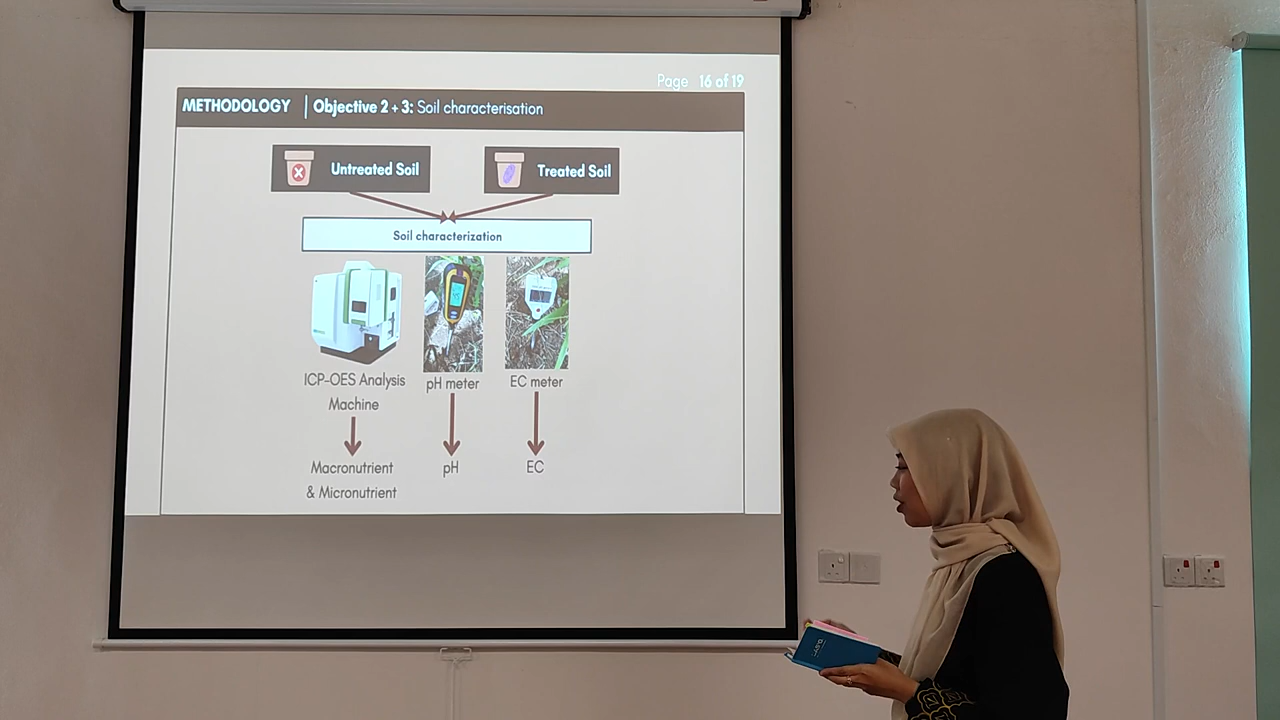 Page 16 of 19
METHODOLOGY Objective 2 + 3: Soil characterisation
Untreated Soil
Treated Soil
Soil characterization
ICP-OES Analysis
Machine
pH meter
EC meter
Macronutrient
& Micronutrient
pH
EC